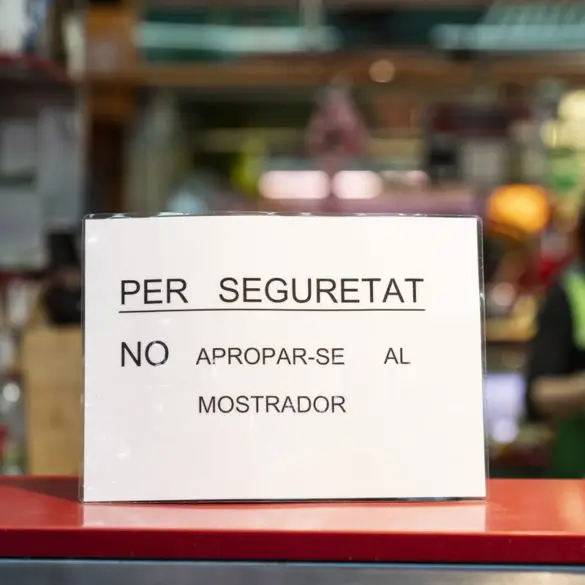 PER SEGURETAT
NO APROPAR-SE AL
MOSTRADOR